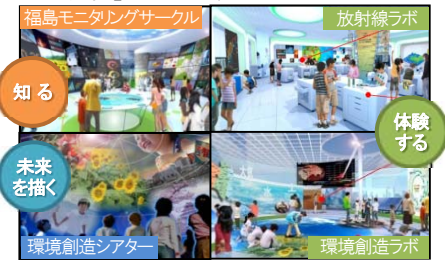 福島モニタリングサークル
放射線ラボ
知る
体験
する
未来
を描く
環境創造シアター
環境創造ラボ